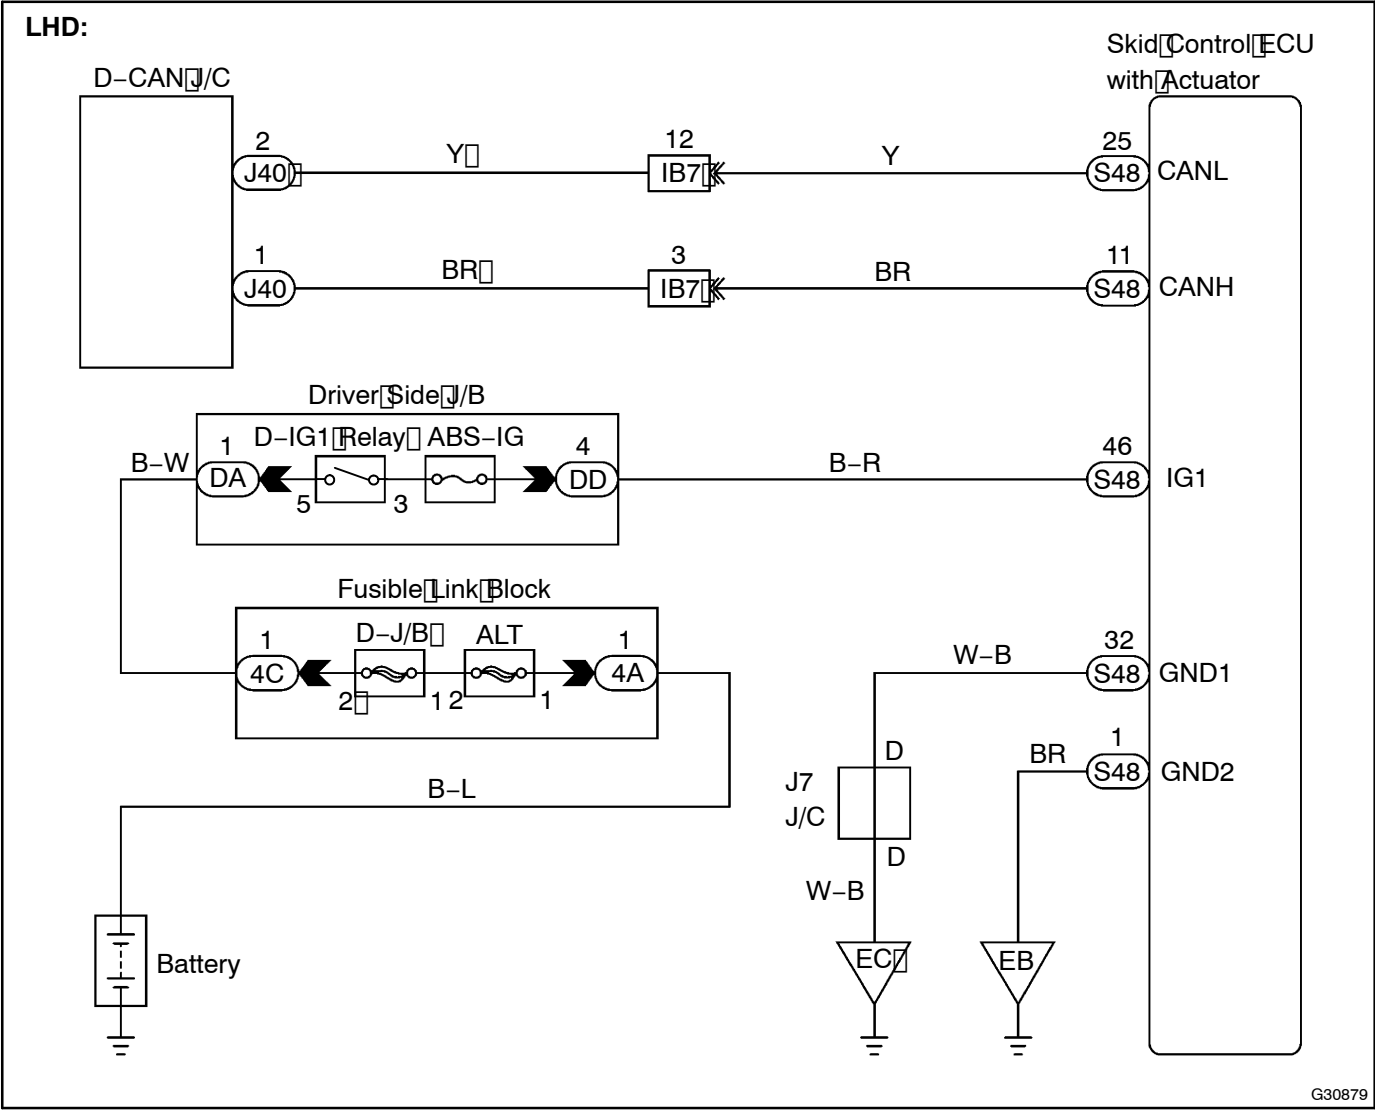 LHD:
Skid Control ECU
with Actuator
D–CAN J/C
2
J40
Y
12
IB7
Y
25
S48
CANL
1
J40
BR
3
IB7
BR
11
S48
CANH
Driver Side J/B
D–IG1 Relay
ABS–IG
B–W
1
DA
5
3
4
DD
B–R
46
S48
IG1
Fusible Link Block
D–J/B
ALT
1
4C
2
1
2
1
1
4A
W–B
32
S48
GND1
BR
1
S48
GND2
B–L
D
J7
J/C
D
W–B
Battery
EC
EB
G30879